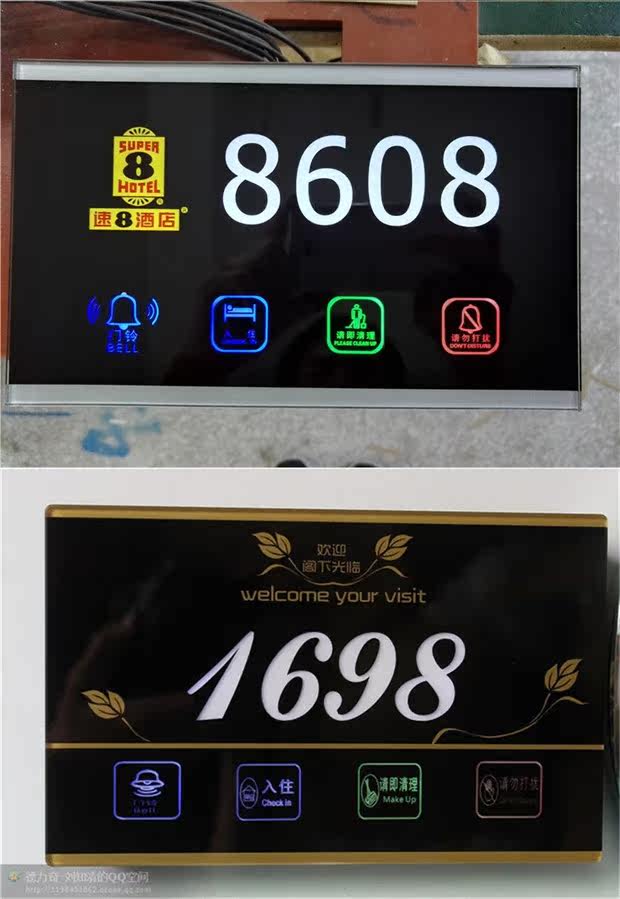 SUPER
8
HOTEL
速8酒店
8608
门铃
BELL
入 住
请即清理
PLEASE CLEAN UP
请勿打扰
DON'T DISTURB
欢迎
阁下光临
welcome your visit
1698
入住
Check in
请即清理
Make Up
请勿打扰